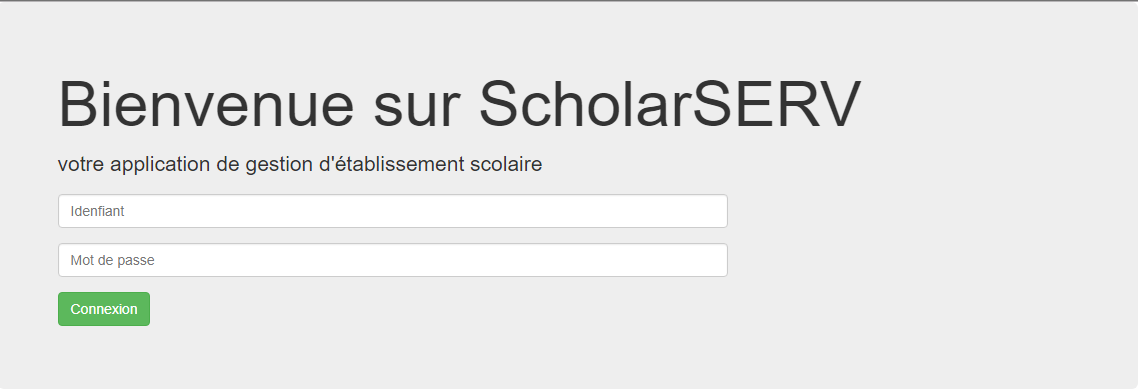 Bienvenue sur ScholarSERV
votre application de gestion d'établissement scolaire
Idenfiant
Mot de passe
Connexion